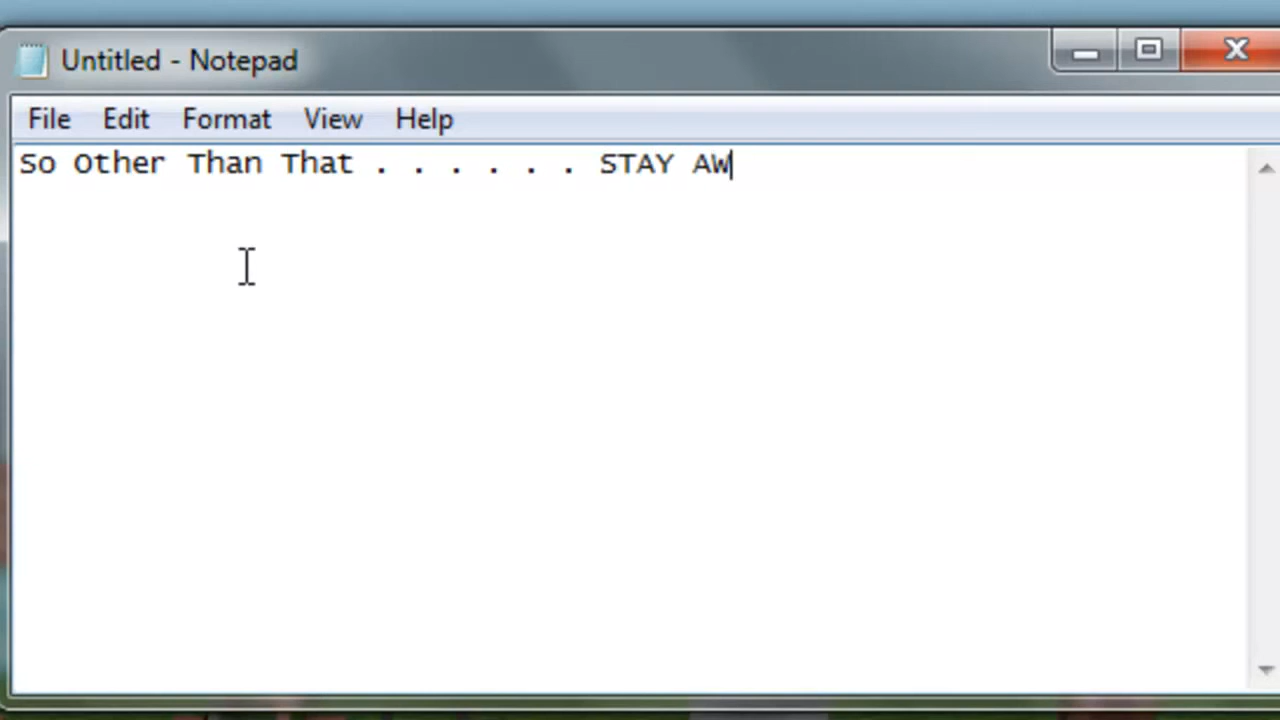 Untitled - Notepad
File Edit Format View Help
So Other Than That . . . . . . STAY AW